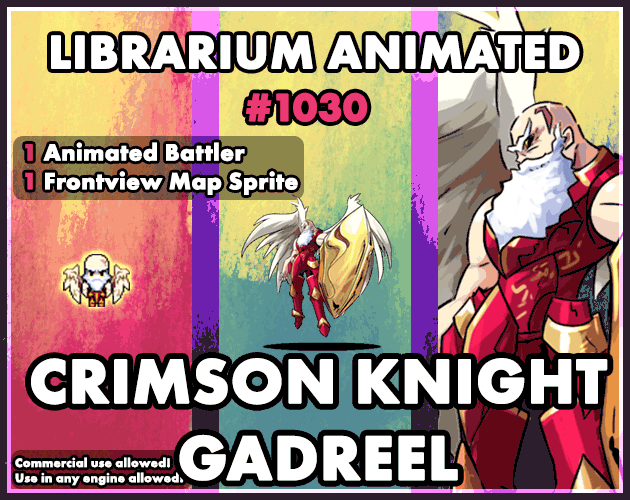 LIBRARIUM ANIMATED
#1030
1 Animated Battler
1 Frontview Map Sprite
CRIMSON KNIGHT
GADREEL
Commercial use allowed!
Use in any engine allowed!